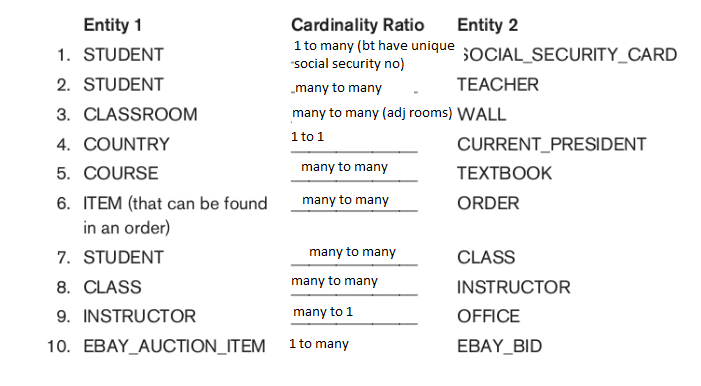 Entity 1 Cardinality Ratio Entity 2
1. STUDENT 1 to many (bt have unique social security no) SOCIAL_SECURITY_CARD
2. STUDENT many to many TEACHER
3. CLASSROOM many to many (adj rooms) WALL
4. COUNTRY 1 to 1 CURRENT_PRESIDENT
5. COURSE many to many TEXTBOOK
6. ITEM (that can be found many to many ORDER
in an order)
7. STUDENT many to many CLASS
8. CLASS many to many INSTRUCTOR
9. INSTRUCTOR many to 1 OFFICE
10. EBAY_AUCTION_ITEM 1 to many EBAY_BID